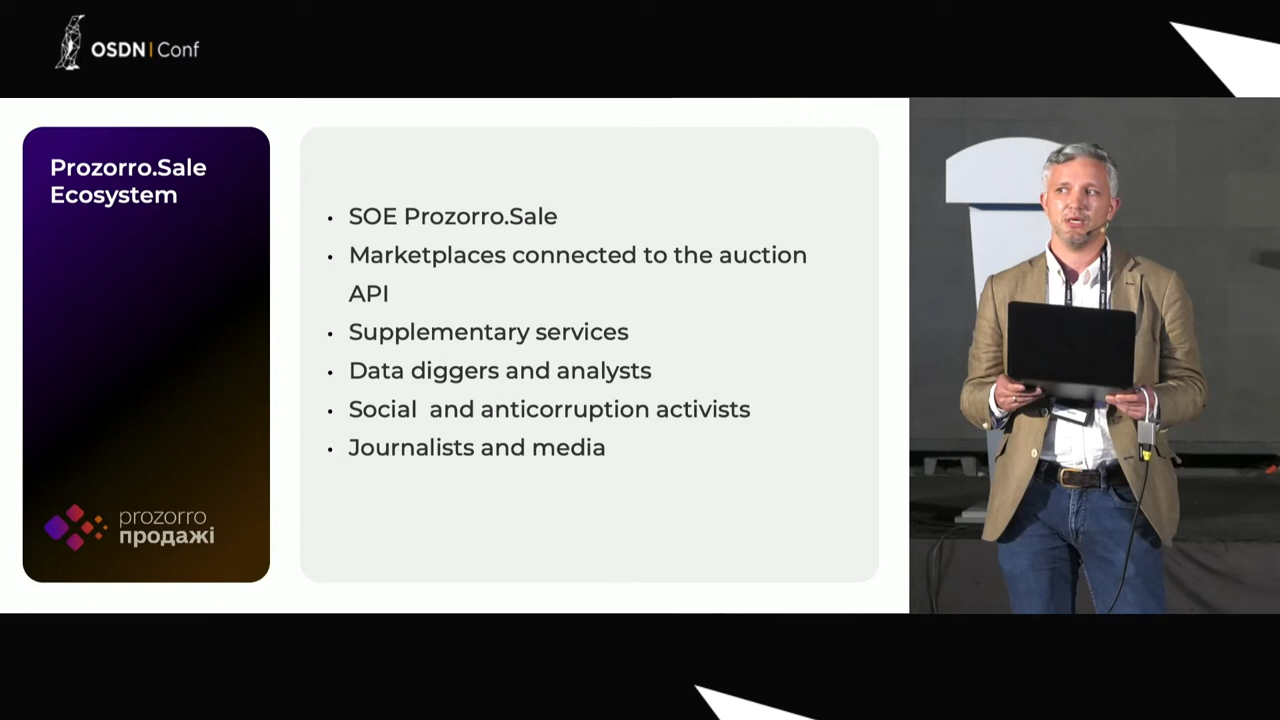 OSDN | Conf
Prozorro.Sale
Ecosystem
• SOE Prozorro.Sale
• Marketplaces connected to the auction
API
• Supplementary services
• Data diggers and analysts
• Social and anticorruption activists
• Journalists and media
prozorro
продажі